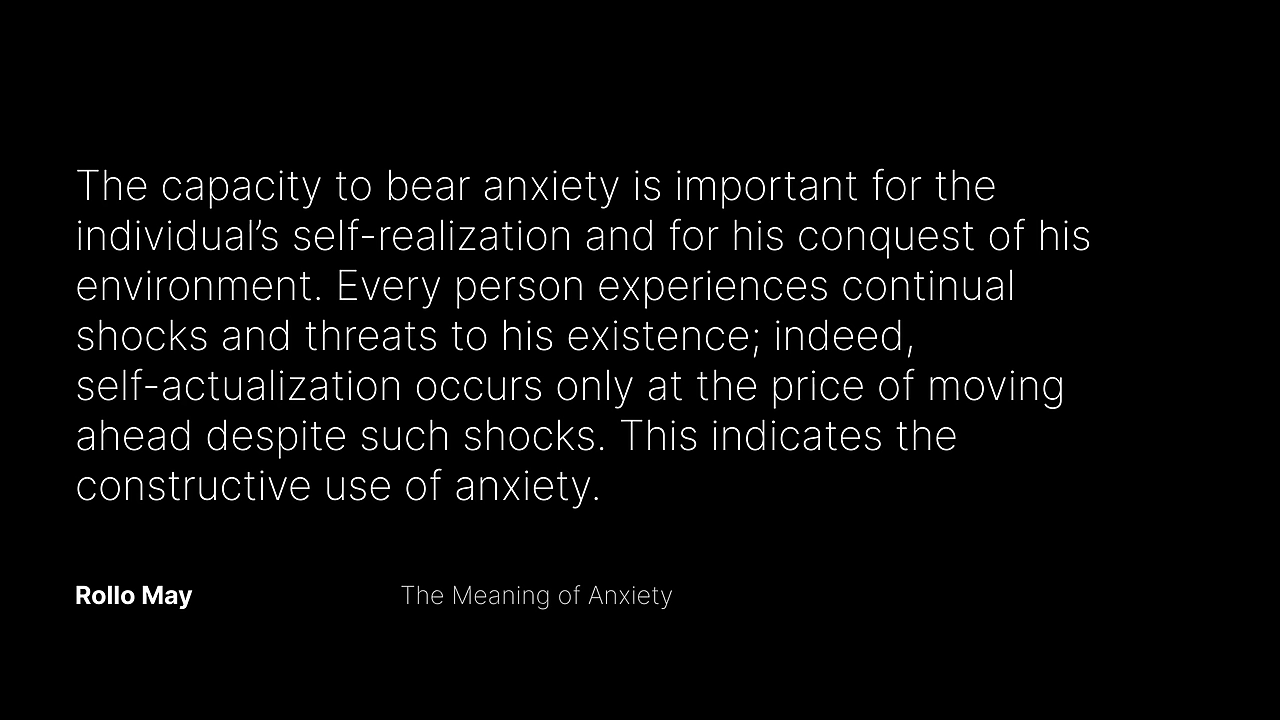 The capacity to bear anxiety is important for the
individual’s self-realization and for his conquest of his
environment. Every person experiences continual
shocks and threats to his existence; indeed,
self-actualization occurs only at the price of moving
ahead despite such shocks. This indicates the
constructive use of anxiety.
Rollo May The Meaning of Anxiety